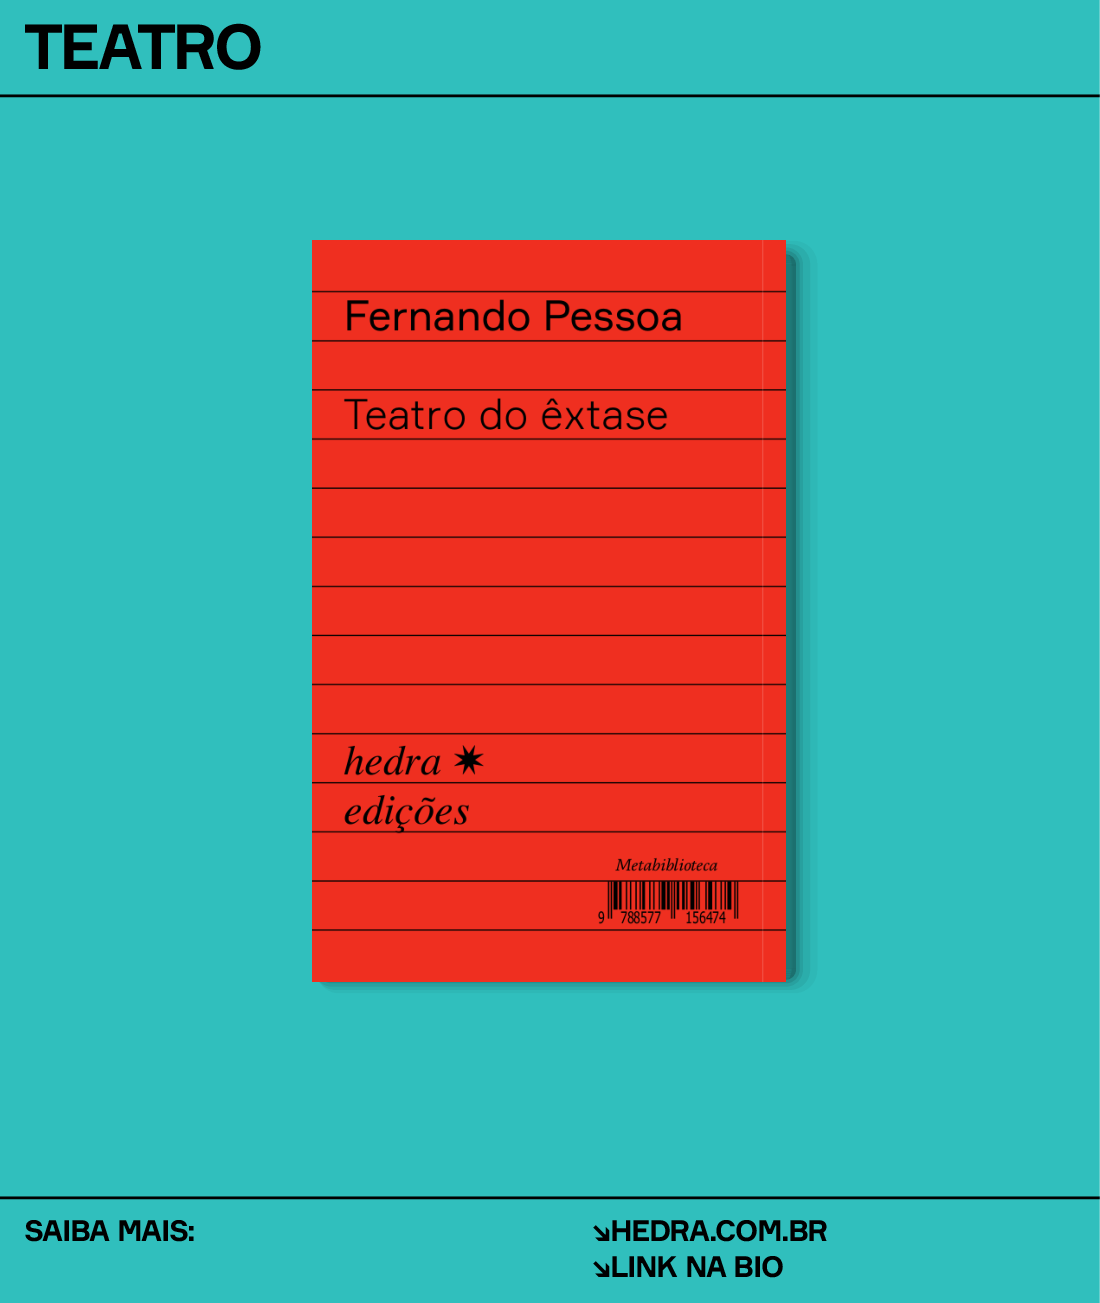 TEATRO
Fernando Pessoa
Teatro do êxtase
hedra ✷
edições
Metabiblioteca
9 788577 156474
SAIBA MAIS:
↘HEDRA.COM.BR
↘LINK NA BIO